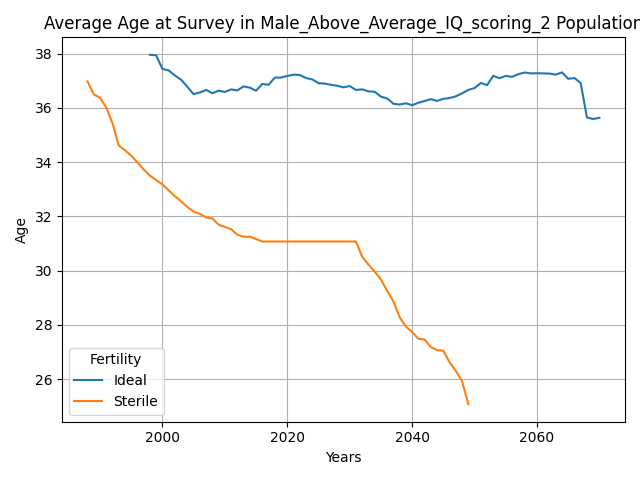 Average Age at Survey in Male_Above_Average_IQ_scoring_2 Population
38
36
34
32
30
28
26
Age
2000
2020
2040
2060
Years
Fertility
Ideal
Sterile